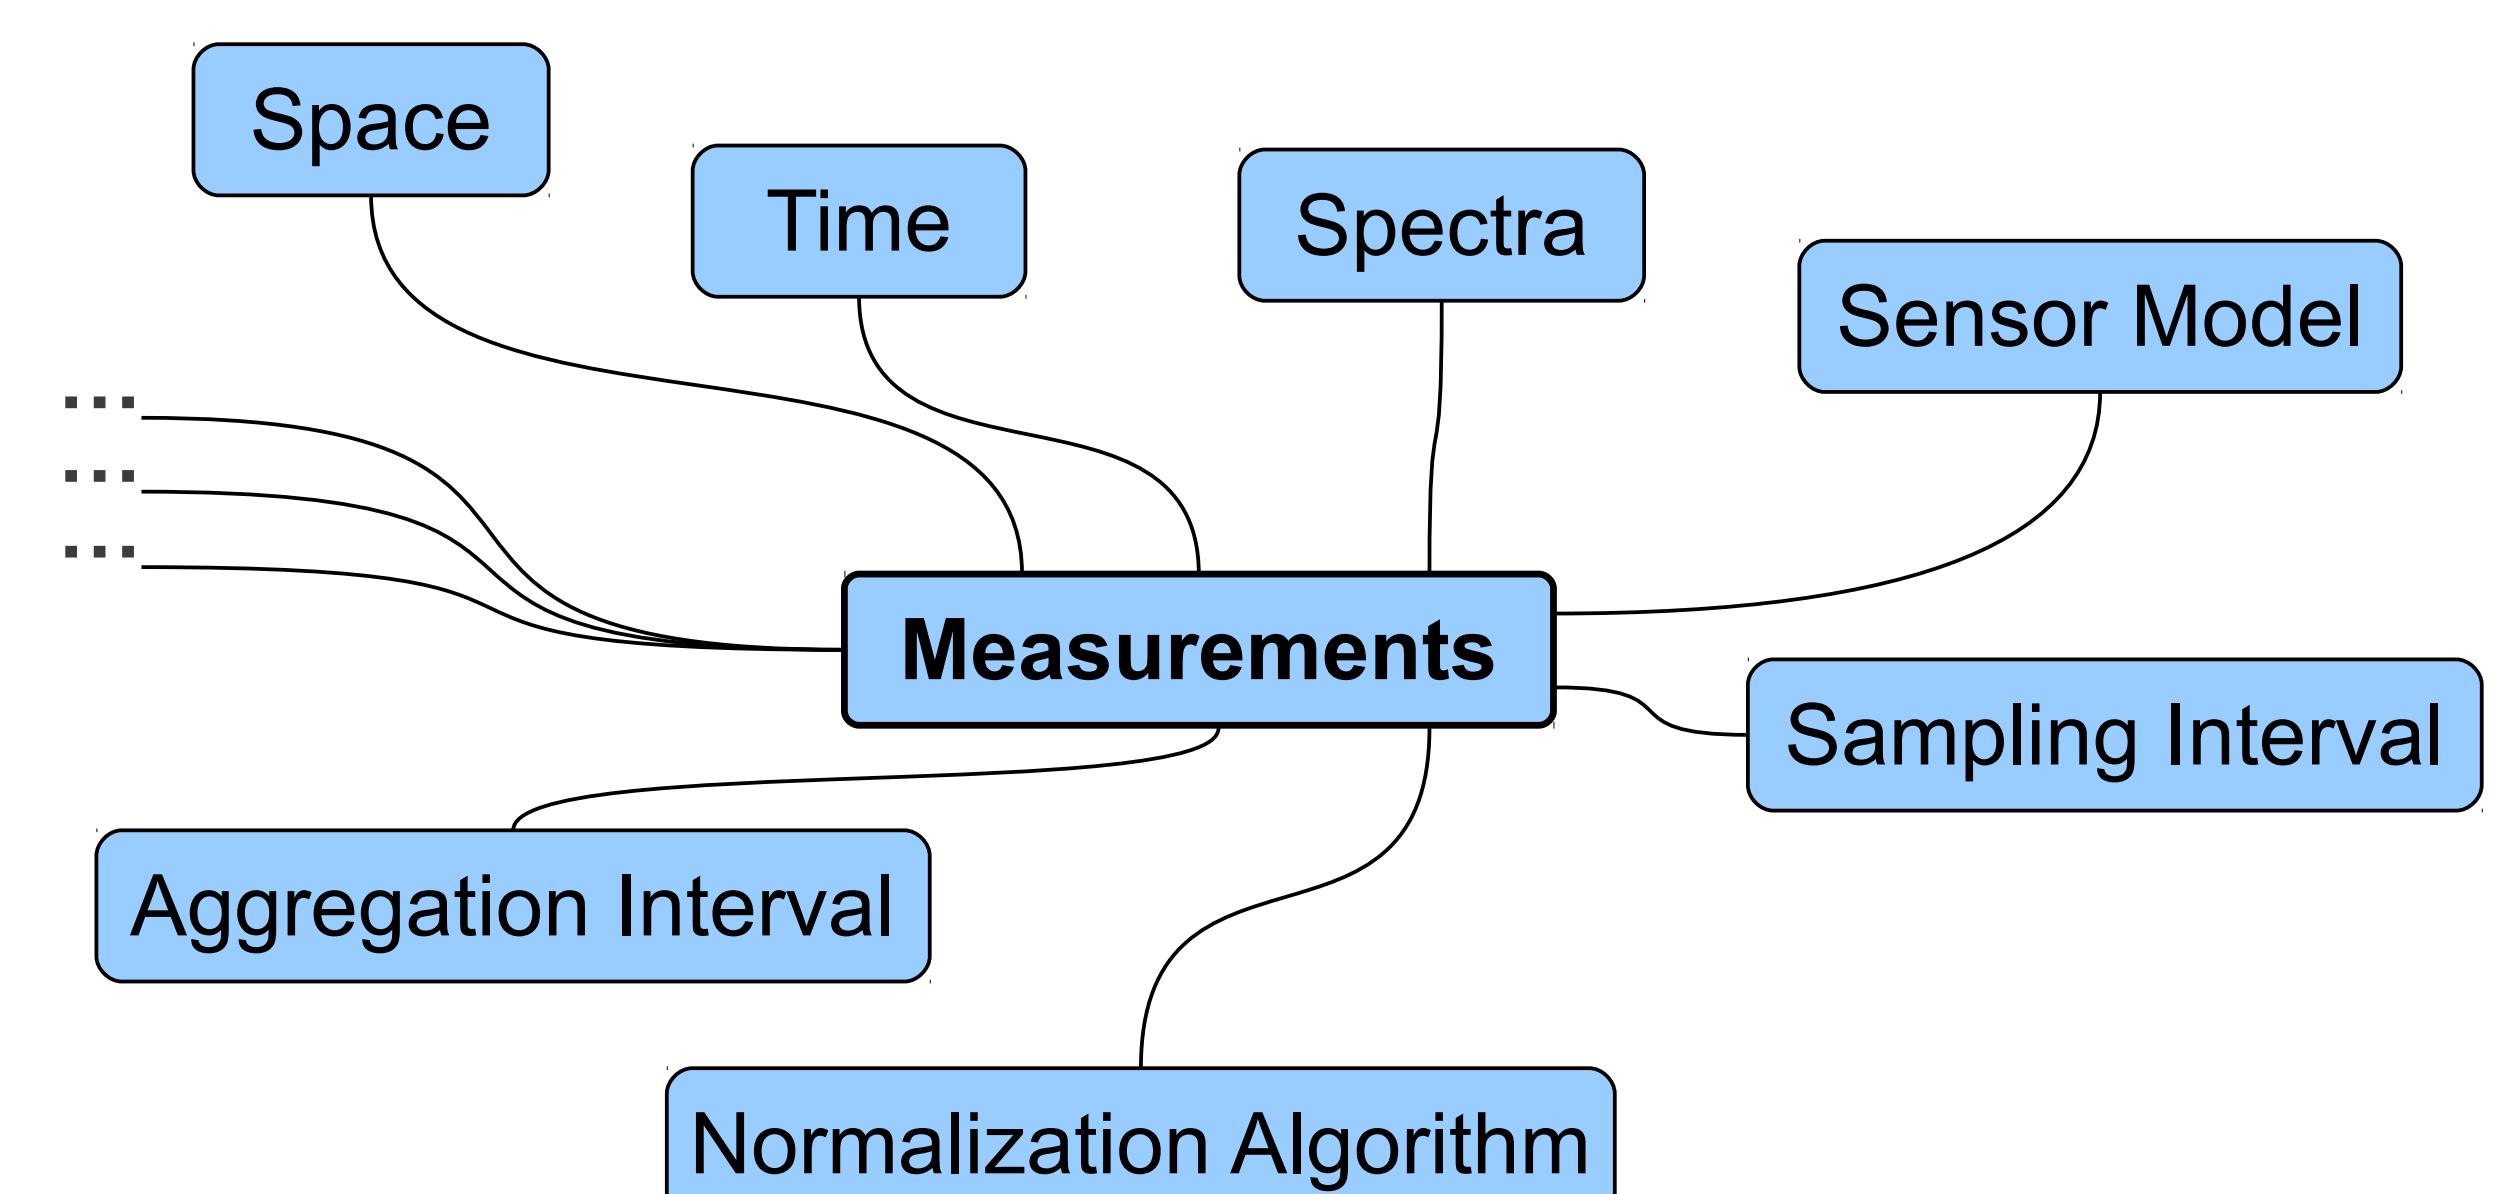 Space
Time
Spectra
Sensor Model
...
...
...
Measurements
Sampling Interval
Aggregation Interval
Normalization Algorithm